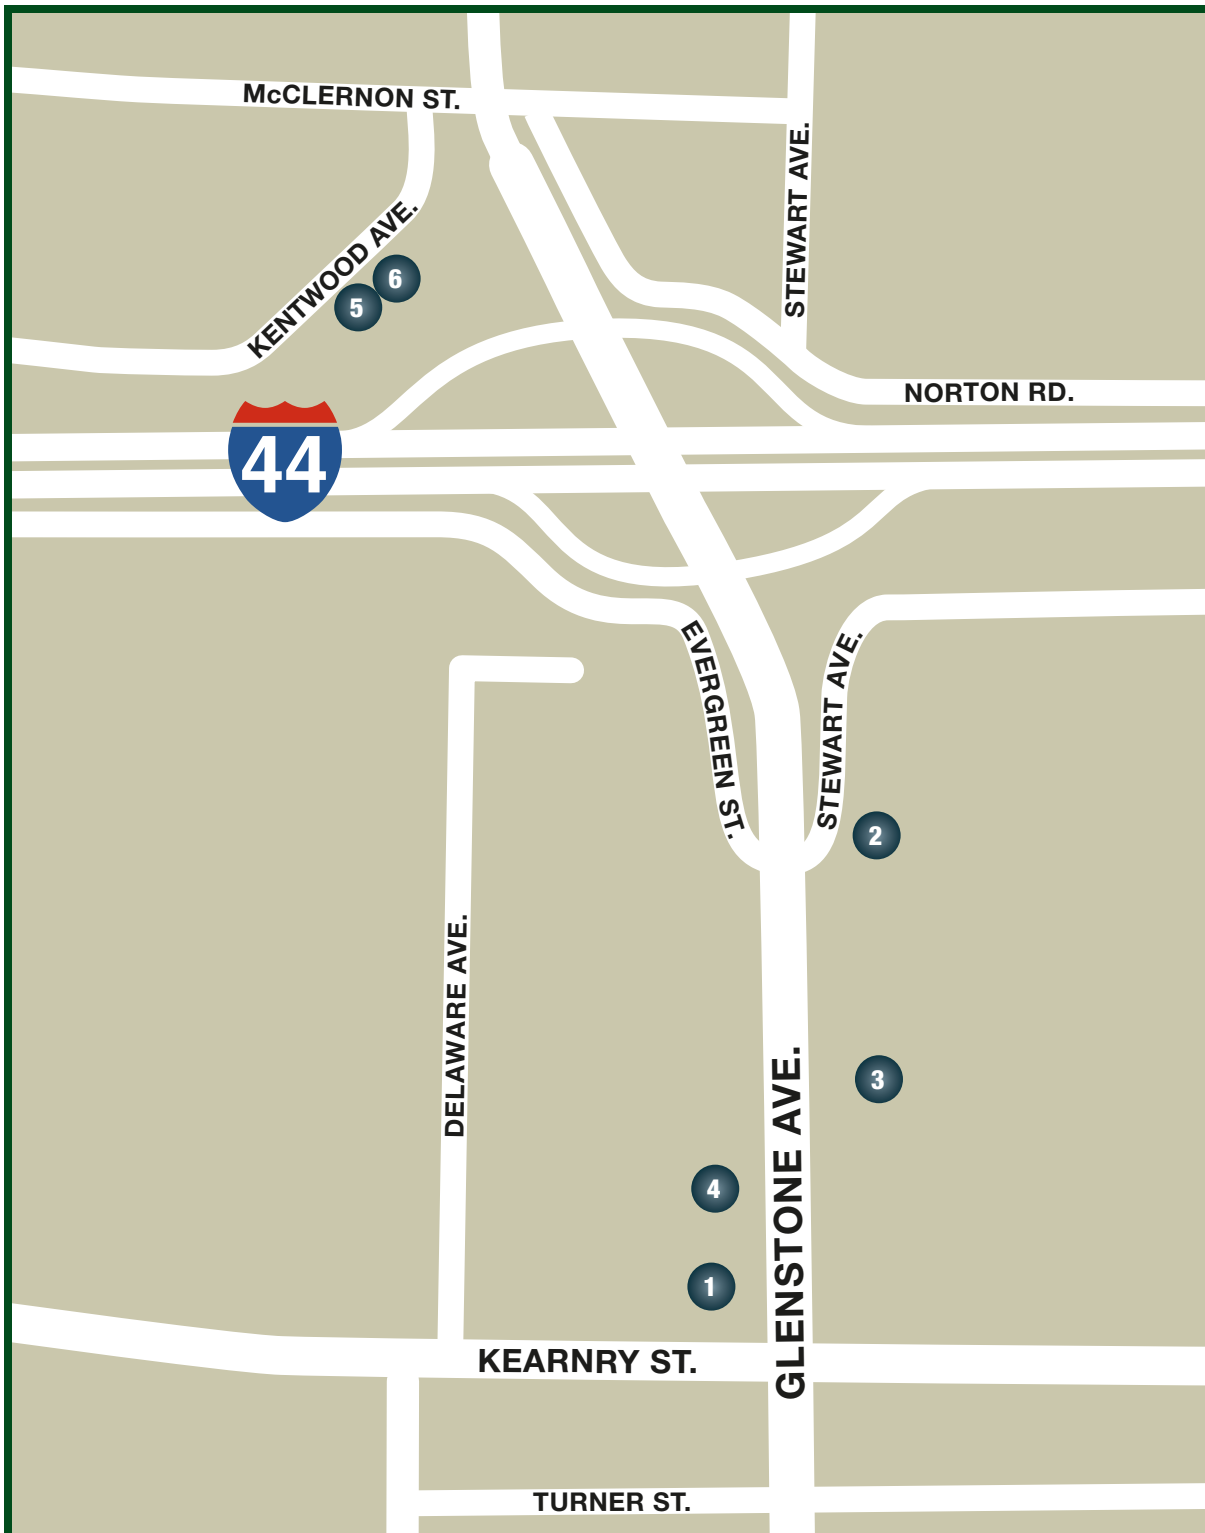 McCLERNON ST.
STEWART AVE.
KENTWOOD AVE.
6
5
NORTON RD.
44
EVERGREEN ST.
STEWART AVE.
2
DELAWARE AVE.
GLENSTONE AVE.
3
4
1
KEARNRY ST.
TURNER ST.